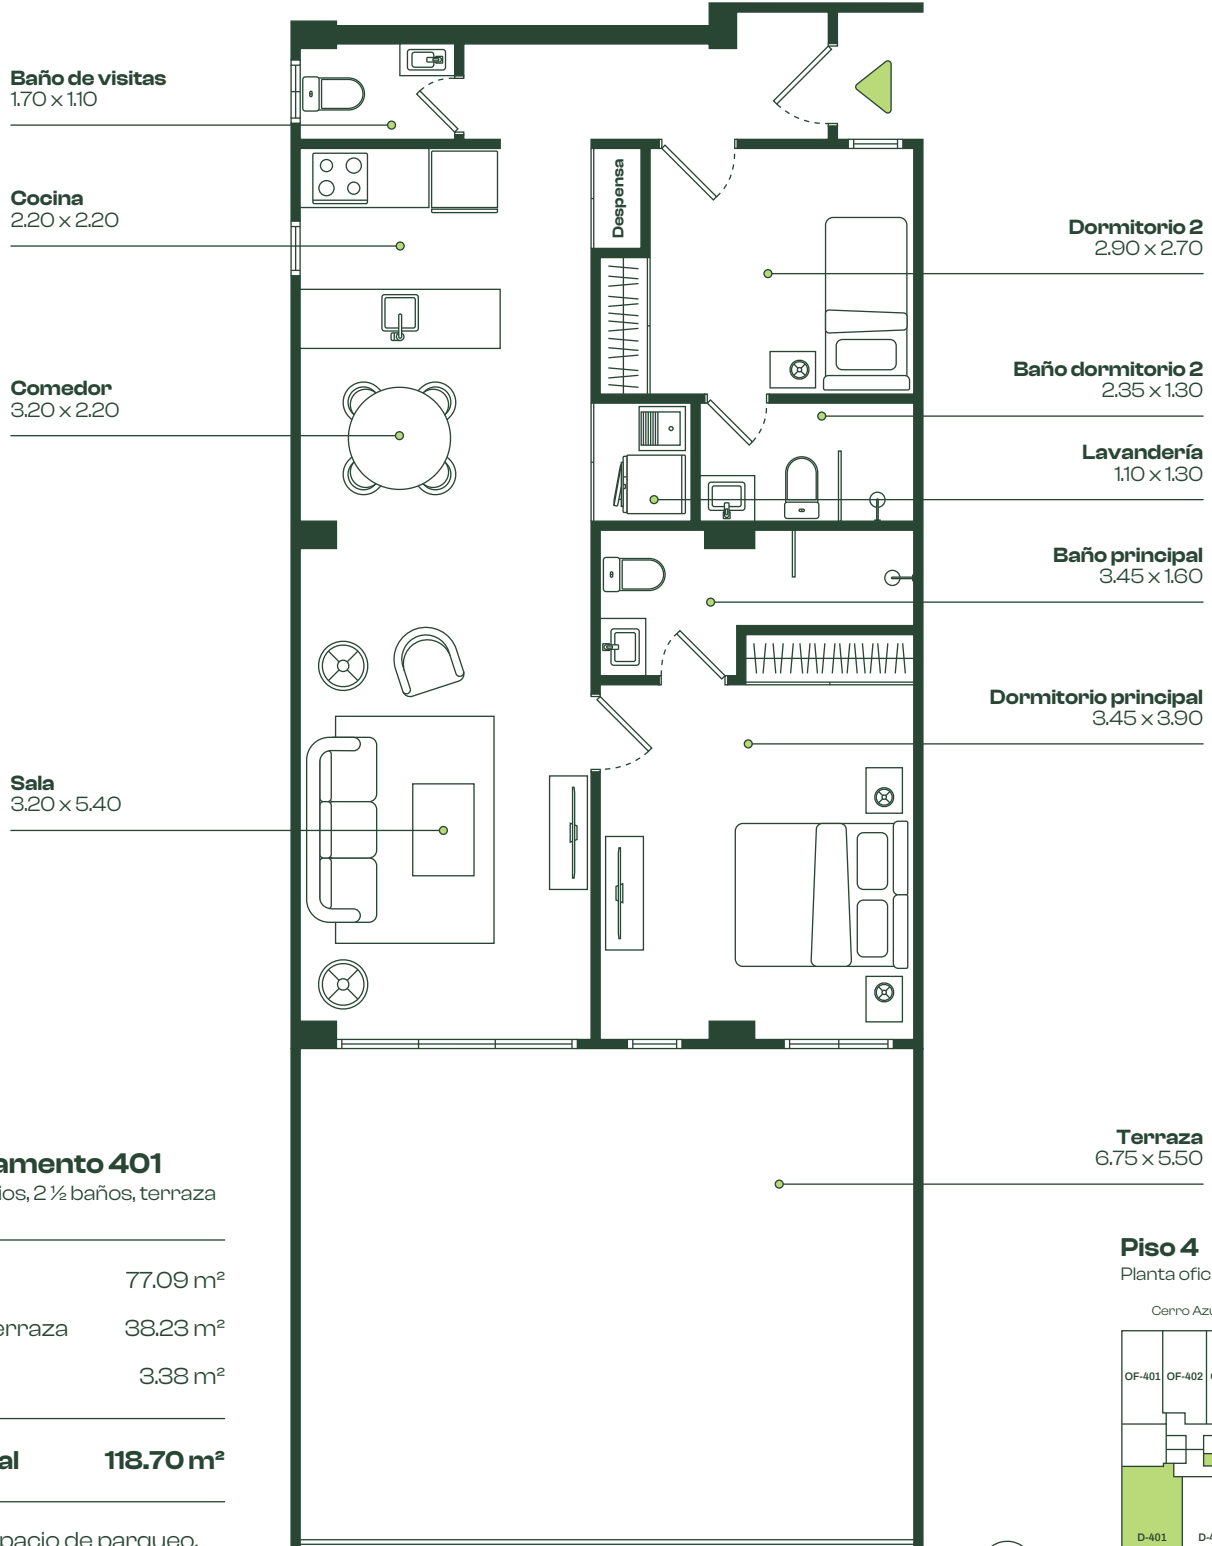 Baño de visitas
1.70 x 1.10
Cocina
2.20 x 2.20
Comedor
3.20 x 2.20
Sala
3.20 x 5.40
Despensa
Dormitorio 2
2.90 x 2.70
Baño dormitorio 2
2.35 x 1.30
Lavandería
1.10 x 1.30
Baño principal
3.45 x 1.60
Dormitorio principal
3.45 x 3.90
Terraza
6.75 x 5.50
amento 401
ios, 2 ½ baños, terraza
77.09 m²
erraza 38.23 m²
3.38 m²
al 118.70 m²
pacio de parqueo.
Piso 4
Planta ofic
Cerro Azu
OF-401 OF-402
D-401 D-4